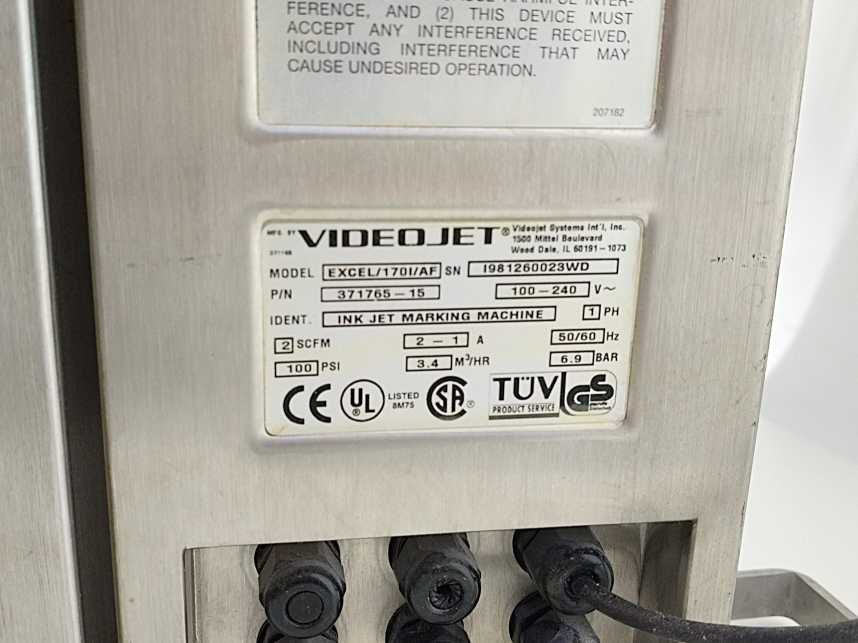 FERENCE, AND (2) THIS DEVICE MUST
ACCEPT ANY INTERFERENCE RECEIVED,
INCLUDING INTERFERENCE THAT MAY
CAUSE UNDESIRED OPERATION.
207182
MFG. BY VIDEOJET® Videojet Systems Int'l, Inc.
1500 Mittel Boulevard
Wood Dale, IL 60191-1073
MODEL EXCEL/170I/AF SN I981260023WD
P/N 371765-15 100-240 V~
IDENT. INK JET MARKING MACHINE 1 PH
2 SCFM 2 - 1 A 50/60 Hz
100 PSI 3.4 M³/HR 6.9 BAR
CE UL ® LISTED 8M75 SA ® TÜV PRODUCT SERVICE GS